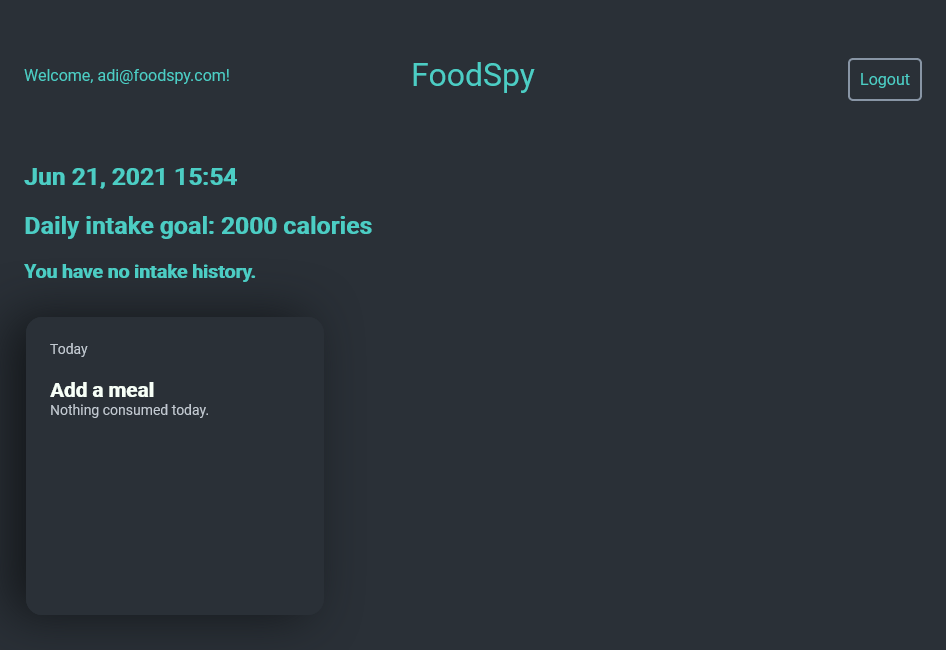 Welcome, adi@foodspy.com!
FoodSpy
Logout
Jun 21, 2021 15:54
Daily intake goal: 2000 calories
You have no intake history.
Today
Add a meal
Nothing consumed today.